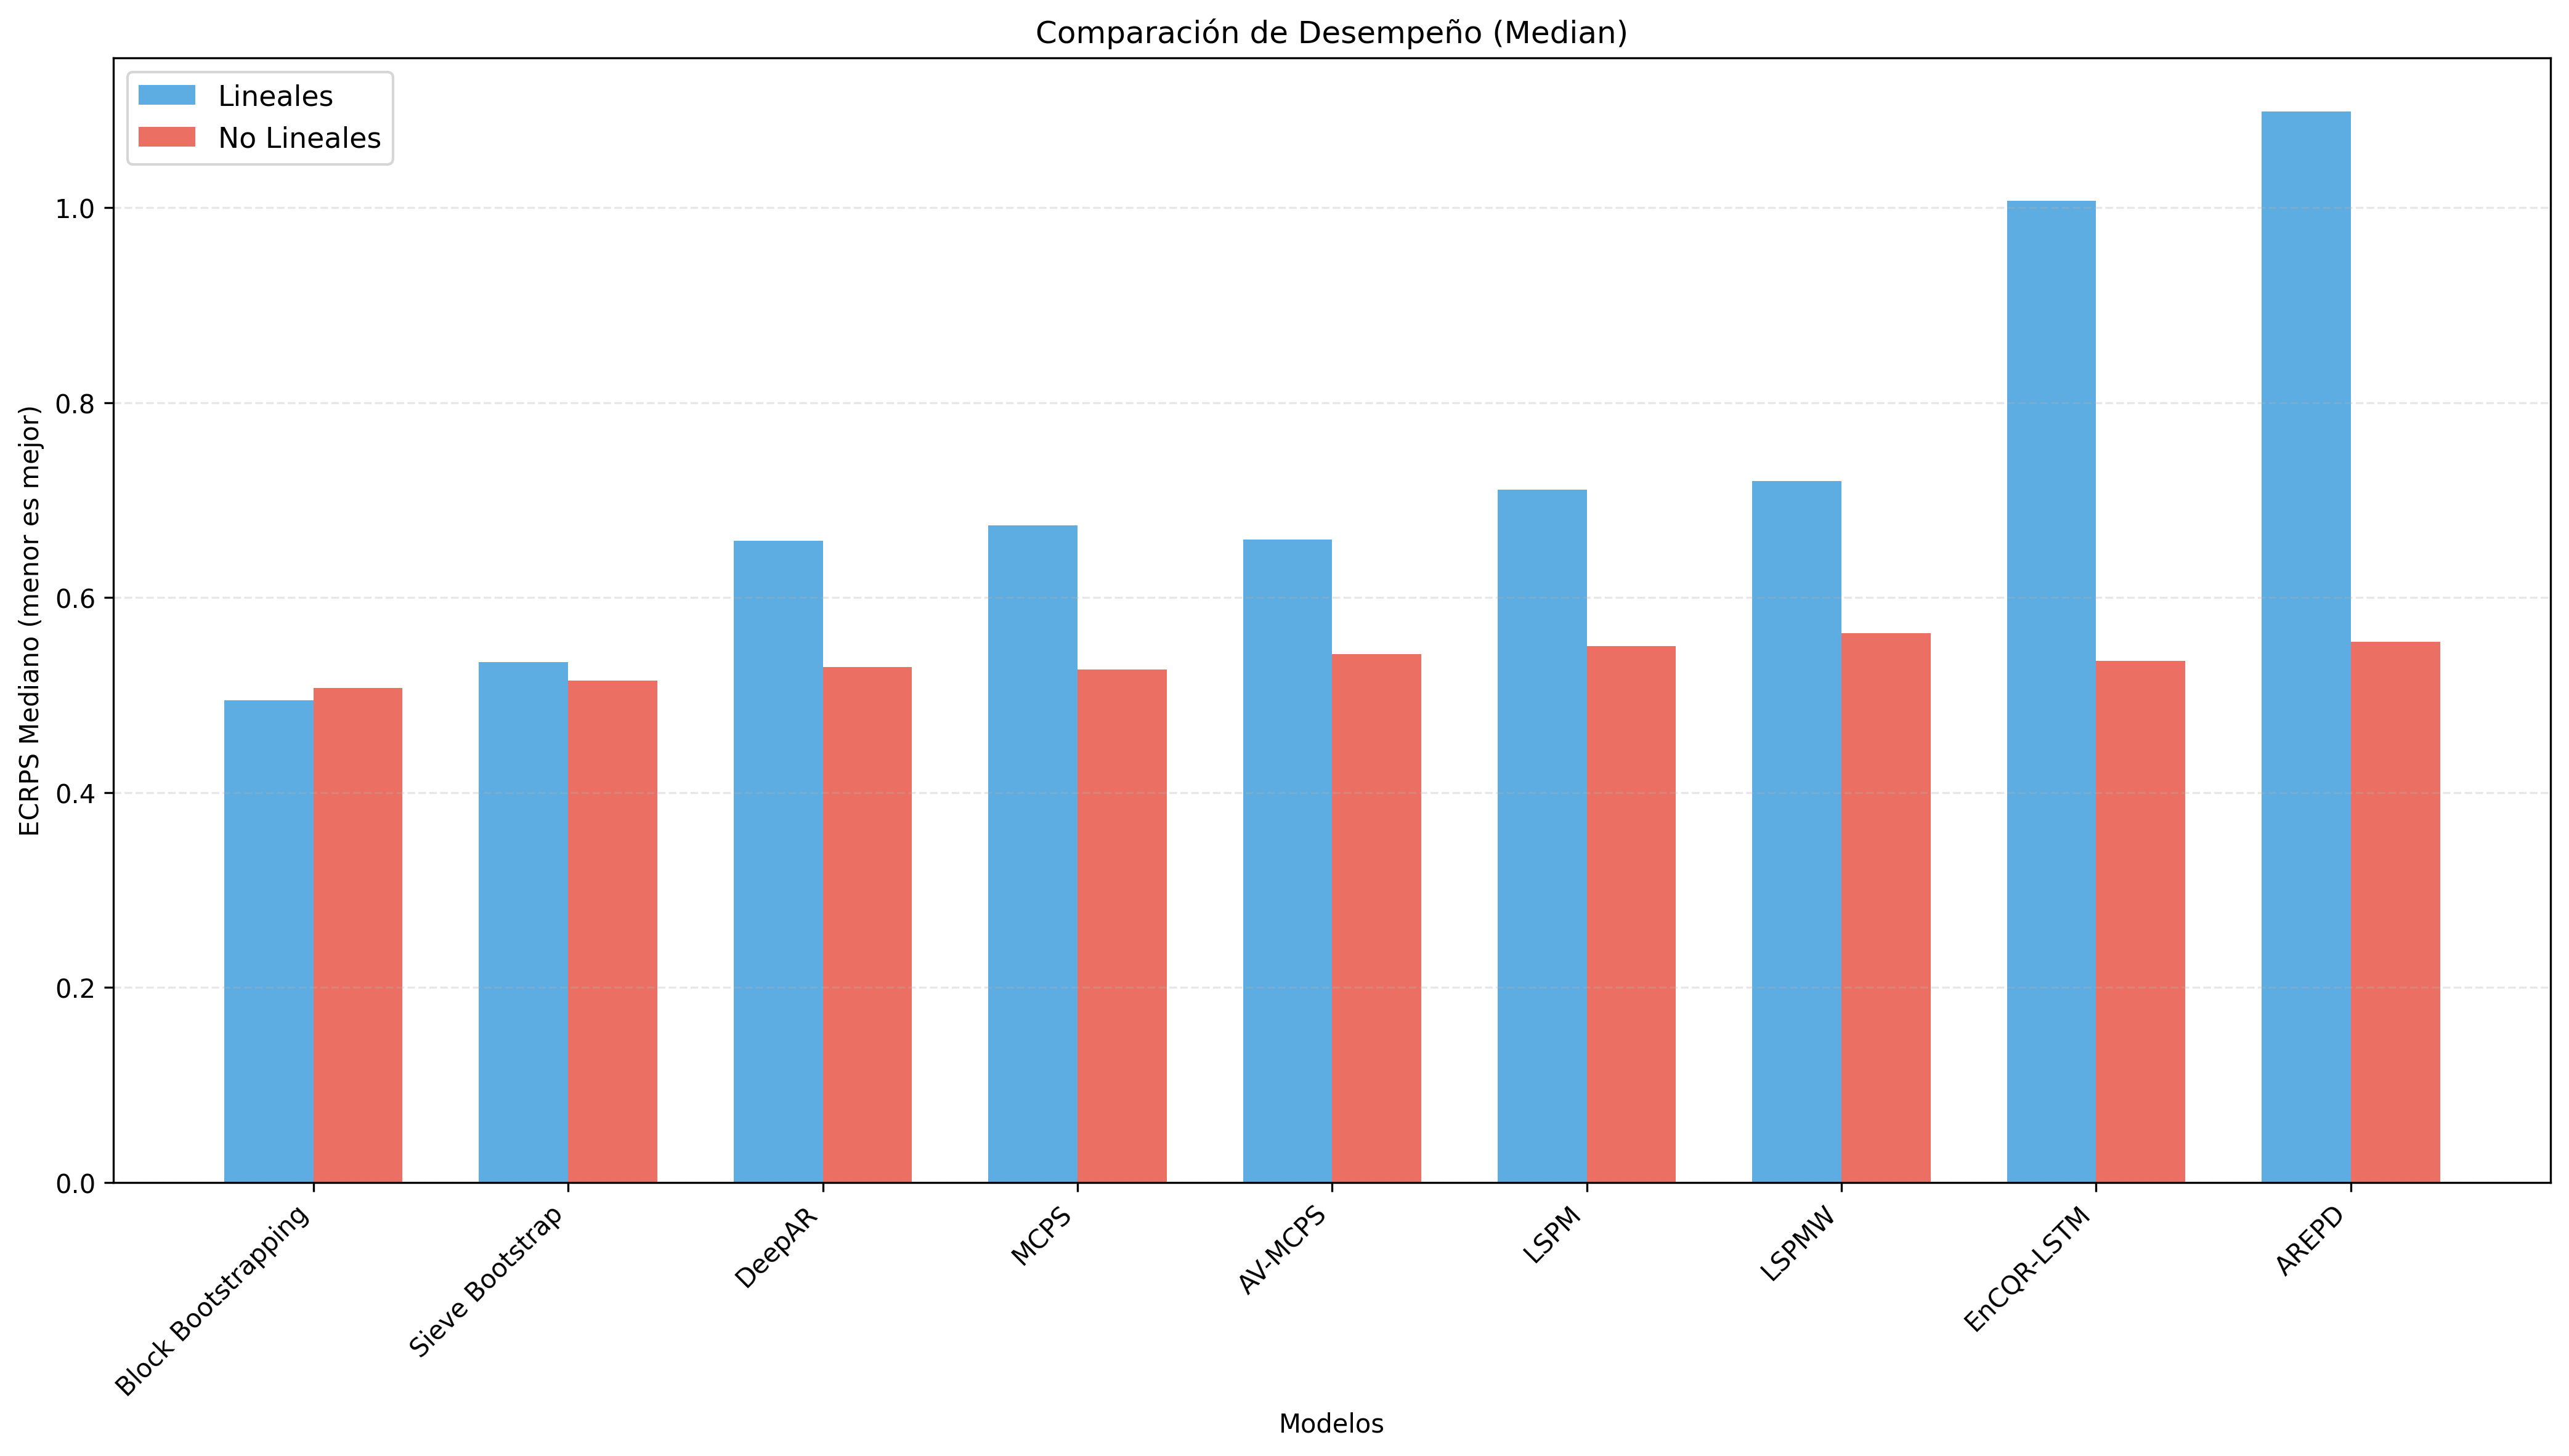 Comparación de Desempeño (Median)
Lineales
No Lineales
ECRPS Mediano (menor es mejor)
1.0
0.8
0.6
0.4
0.2
0.0
Block Bootstrapping
Sieve Bootstrap
DeepAR
MCPS
AV-MCPS
LSPM
LSPMW
EnCQR-LSTM
AREPD
Modelos